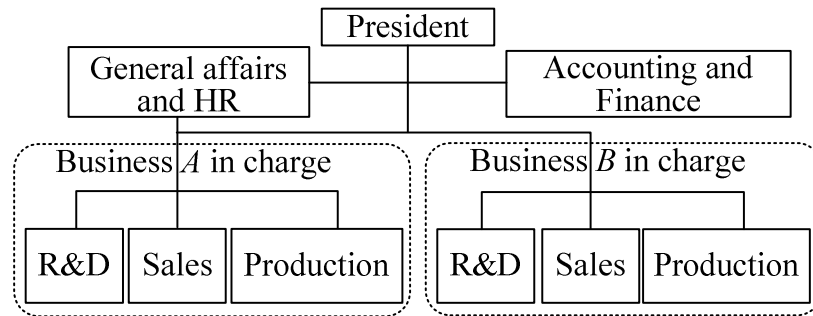 President
General affairs
and HR
Accounting and
Finance
Business A in charge
Business B in charge
R&D
Sales
Production
R&D
Sales
Production